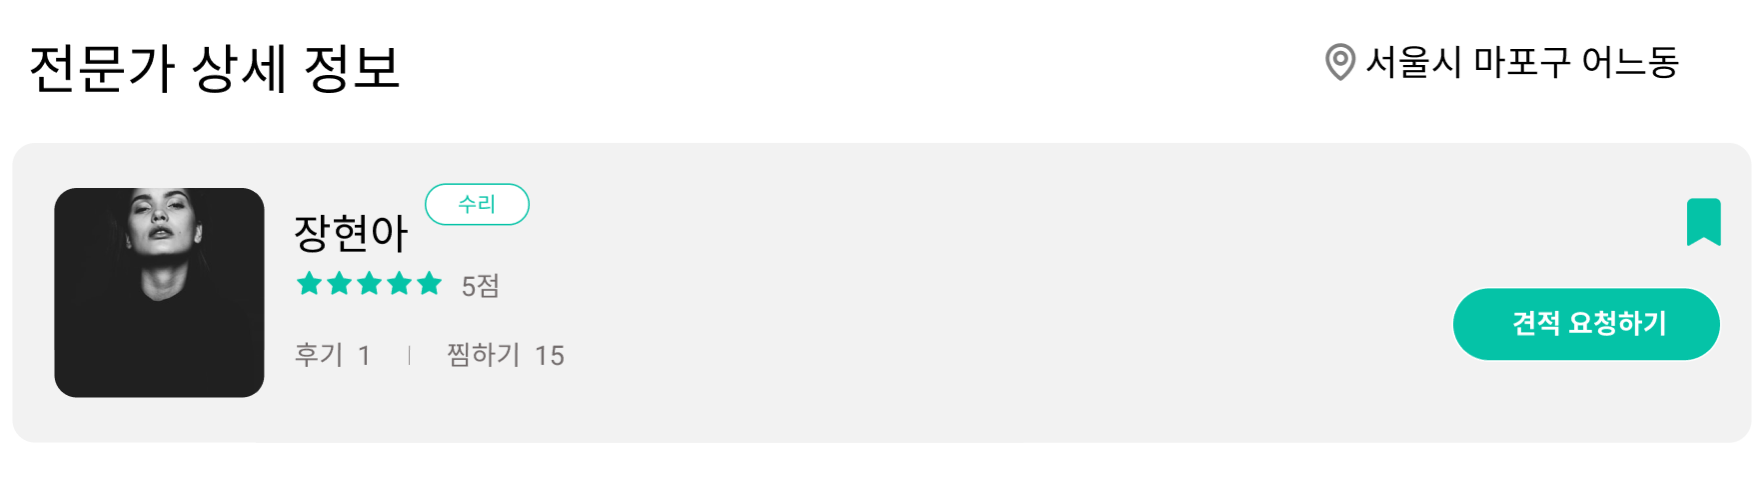 전문가 상세 정보
서울시 마포구 어느동
장현아 수리
5점
후기 1 | 찜하기 15
견적 요청하기